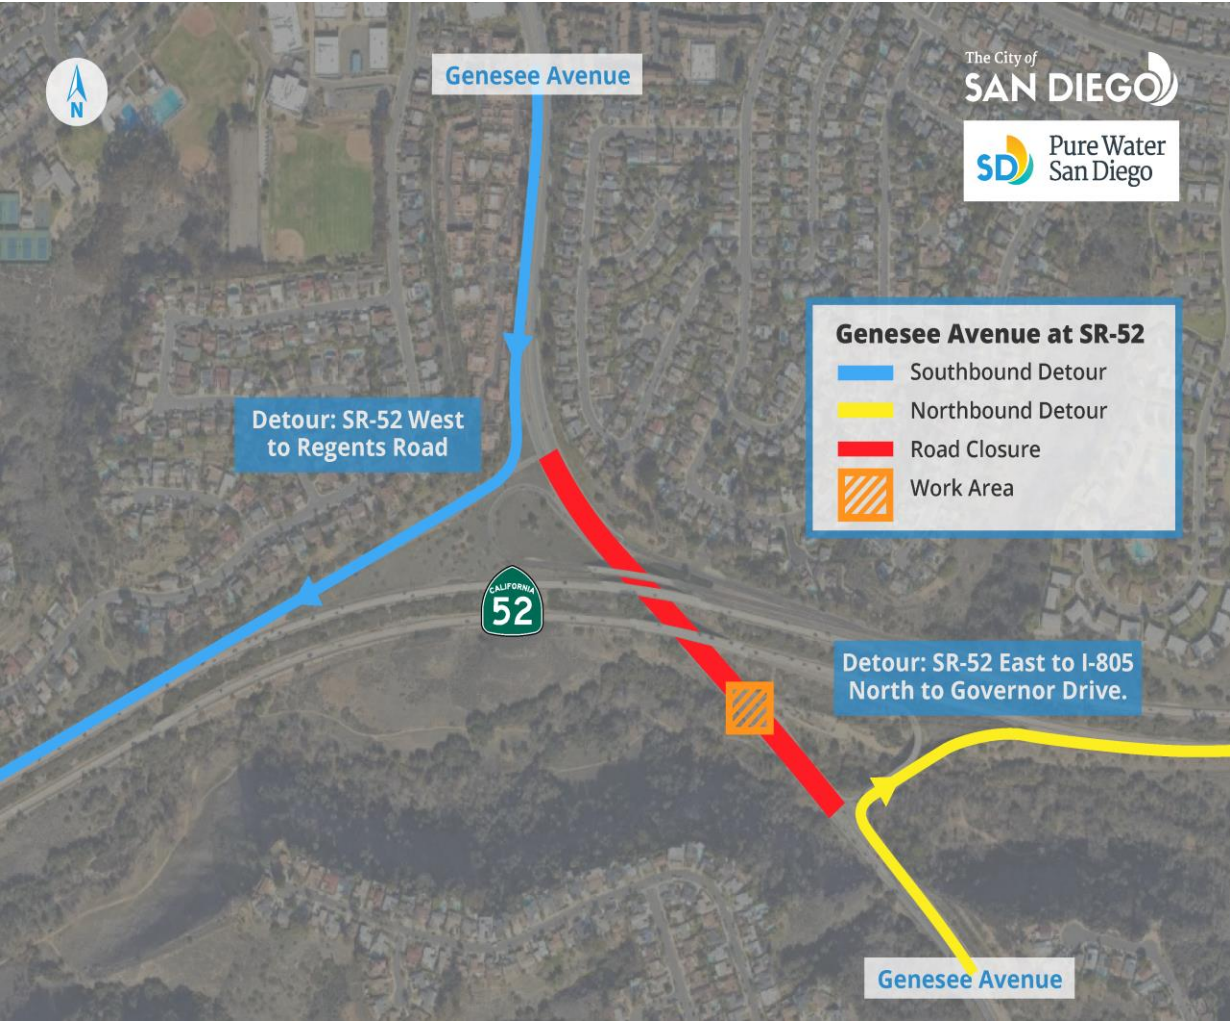 N
Genesee Avenue
The City of
SAN DIEGO
SD
Pure Water
San Diego
Genesee Avenue at SR-52
Southbound Detour
Northbound Detour
Road Closure
Work Area
Detour: SR-52 West
to Regents Road
CALIFORNIA
52
Detour: SR-52 East to I-805
North to Governor Drive.
Genesee Avenue